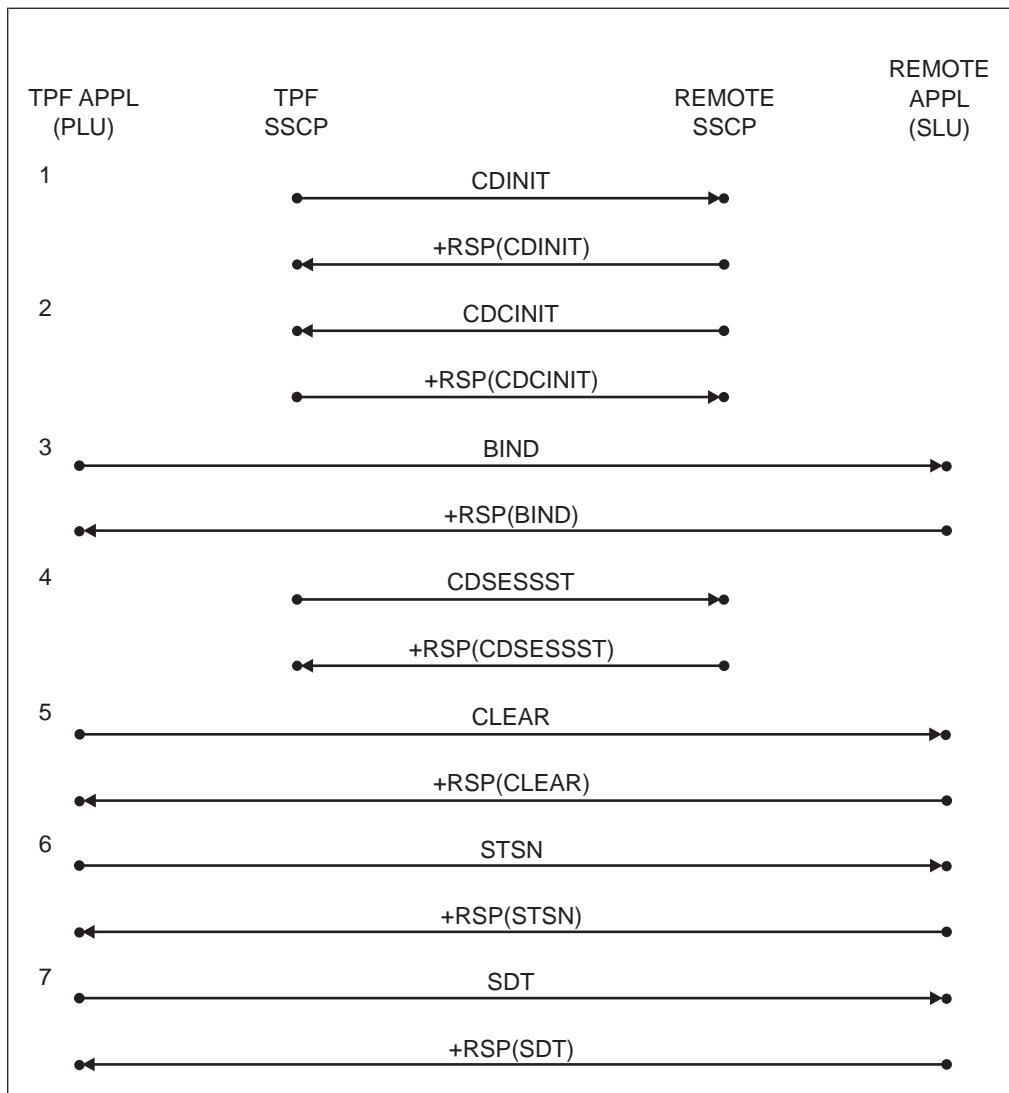 TPF APPL
(PLU)
TPF
SSCP
REMOTE
SSCP
REMOTE
APPL
(SLU)
1
CDINIT
+RSP(CDINIT)
2
CDCINIT
+RSP(CDCINIT)
3
BIND
+RSP(BIND)
4
CDSESSST
+RSP(CDSESSST)
5
CLEAR
+RSP(CLEAR)
6
STSN
+RSP(STSN)
7
SDT
+RSP(SDT)